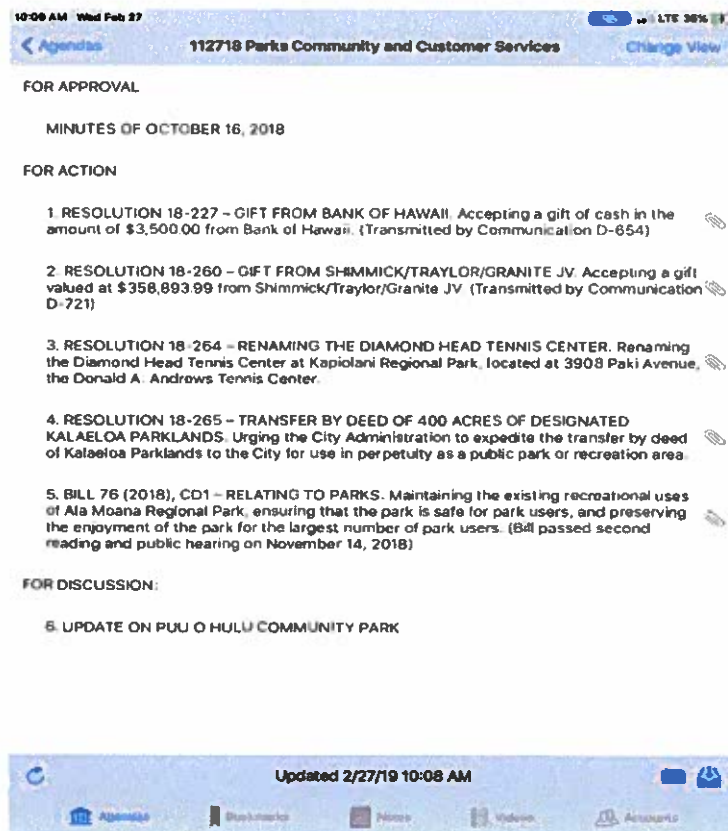 10:09 AM Wed Feb 27
LTE 36%
Agendas
112718 Parks Community and Customer Services
Change View
FOR APPROVAL
MINUTES OF OCTOBER 16, 2018
FOR ACTION
1. RESOLUTION 18-227 – GIFT FROM BANK OF HAWAII. Accepting a gift of cash in the
amount of $3,500.00 from Bank of Hawaii. (Transmitted by Communication D-654)
2. RESOLUTION 18-260 – GIFT FROM SHIMMICK/TRAYLOR/GRANITE JV. Accepting a gift
valued at $358,893.99 from Shimmick/Traylor/Granite JV. (Transmitted by Communication
D-721)
3. RESOLUTION 18-264 – RENAMING THE DIAMOND HEAD TENNIS CENTER. Renaming
the Diamond Head Tennis Center at Kapiolani Regional Park, located at 3908 Paki Avenue,
the Donald A. Andrews Tennis Center.
4. RESOLUTION 18-265 – TRANSFER BY DEED OF 400 ACRES OF DESIGNATED
KALAELOA PARKLANDS. Urging the City Administration to expedite the transfer by deed
of Kalaeloa Parklands to the City for use in perpetuity as a public park or recreation area.
5. BILL 76 (2018), CD1 – RELATING TO PARKS. Maintaining the existing recreational uses
of Ala Moana Regional Park, ensuring that the park is safe for park users, and preserving
the enjoyment of the park for the largest number of park users. (Bill passed second
reading and public hearing on November 14, 2018)
FOR DISCUSSION:
6. UPDATE ON PUU O HULU COMMUNITY PARK
Updated 2/27/19 10:08 AM
Agendas
Bookmarks
Notes
Videos
Accounts